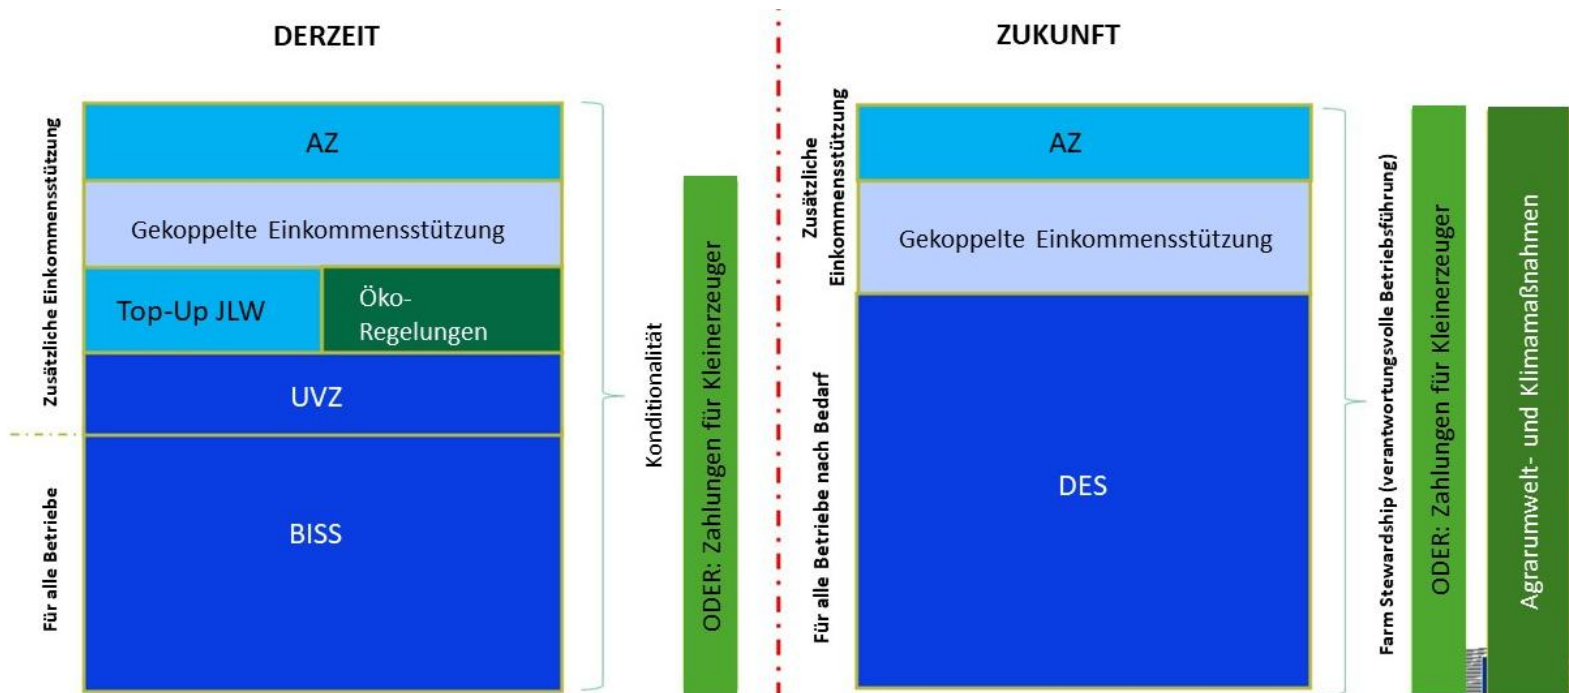 DERZEIT
Zusätzliche Einkommensstützung
Für alle Betriebe
AZ
Gekoppelte Einkommensstützung
Top-Up JLW
Öko-
Regelungen
UVZ
BISS
Konditionalität
ODER: Zahlungen für Kleinerzeuger
ZUKUNFT
Zusätzliche
Einkommensstützung
Für alle Betriebe nach Bedarf
AZ
Gekoppelte Einkommensstützung
DES
Farm Stewardship (verantwortungsvolle Betriebsführung)
ODER: Zahlungen für Kleinerzeuger
Agrarumwelt- und Klimamaßnahmen